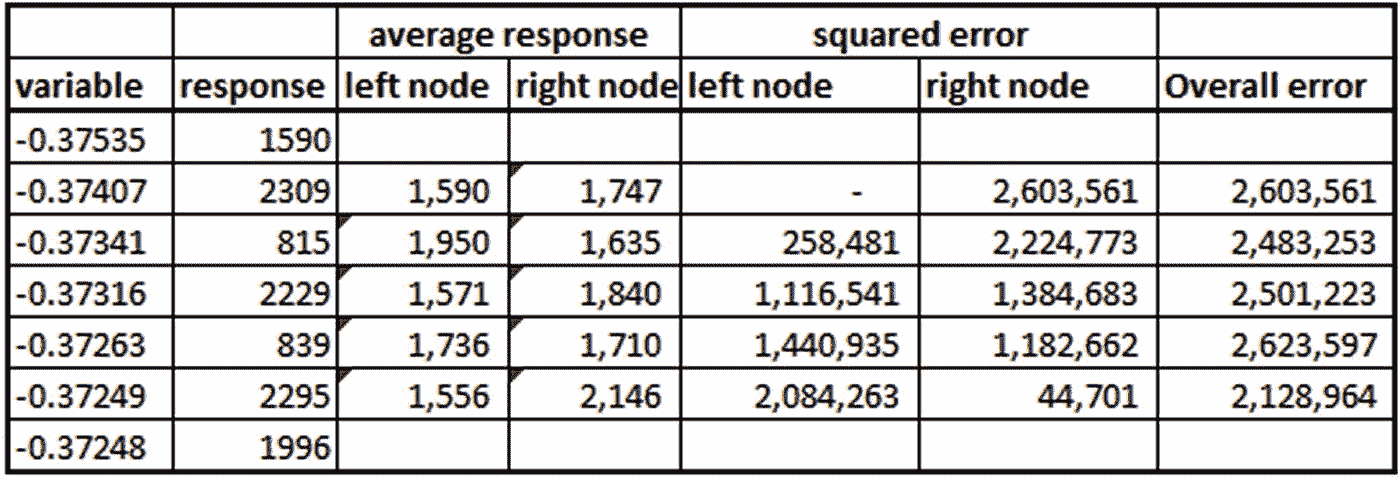 average response squared error
variable response left node right node left node right node Overall error
-0.37535 1590
-0.37407 2309 1,590 1,747 - 2,603,561 2,603,561
-0.37341 815 1,950 1,635 258,481 2,224,773 2,483,253
-0.37316 2229 1,571 1,840 1,116,541 1,384,683 2,501,223
-0.37263 839 1,736 1,710 1,440,935 1,182,662 2,623,597
-0.37249 2295 1,556 2,146 2,084,263 44,701 2,128,964
-0.37248 1996